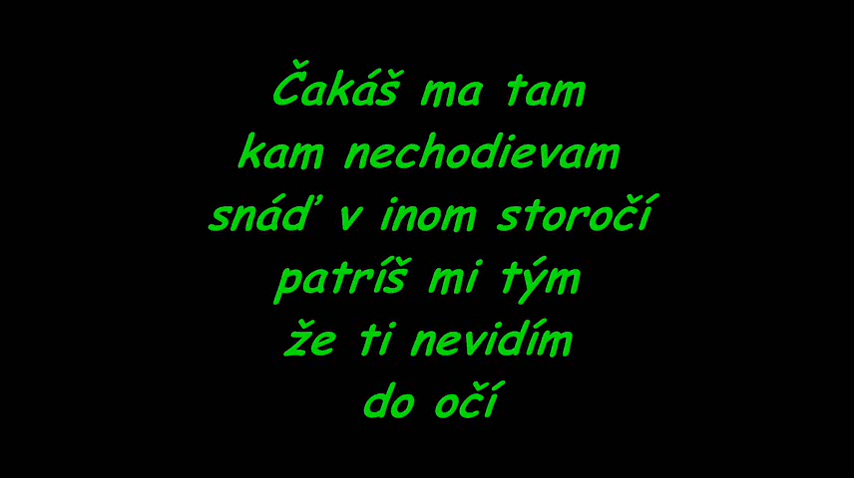 Čakáš ma tam
kam nechodievam
snáď v inom storočí
patríš mi tým
že ti nevidím
do očí